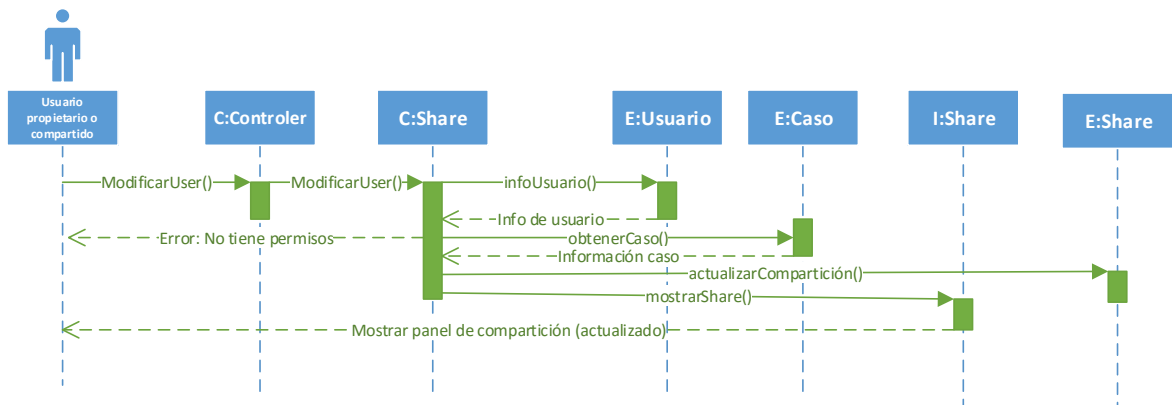 Usuario
propietario o
compartido
C:Controler
C:Share
E:Usuario
E:Caso
I:Share
E:Share
ModificarUser()
ModificarUser()
infoUsuario()
Info de usuario
Error: No tiene permisos
obtenerCaso()
Información caso
actualizarCompartición()
mostrarShare()
Mostrar panel de compartición (actualizado)